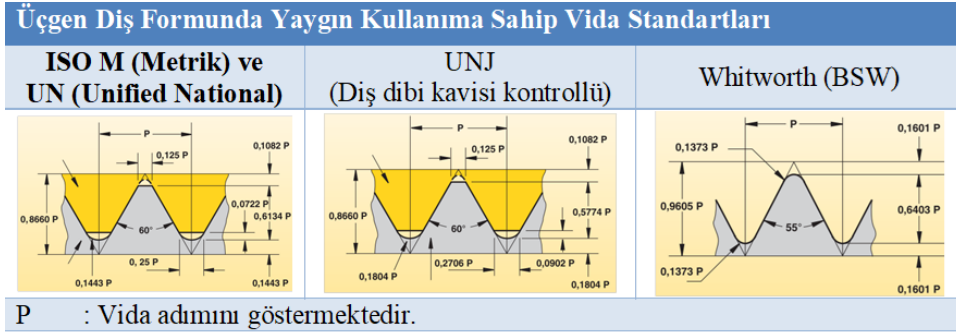 Üçgen Diş Formunda Yaygın Kullanıma Sahip Vida Standartları
ISO M (Metrik) ve
UN (Unified National)
UNJ
(Diş dibi kavisi kontrollü)
Whitworth (BSW)
P
0,125 P
0,1082 P
0,8660 P
0,0722 P
0,6134 P
60°
0, 25 P
0,1443 P
0,1443 P
P
0,125 P
0,1082 P
0,8660 P
0,5774 P
60°
0,1804 P
0,2706 P
0,0902 P
0,1804 P
P
0,1601 P
0,1373 P
0,9605 P
0,6403 P
55°
0,1373 P
0,1601 P
P : Vida adımını göstermektedir.